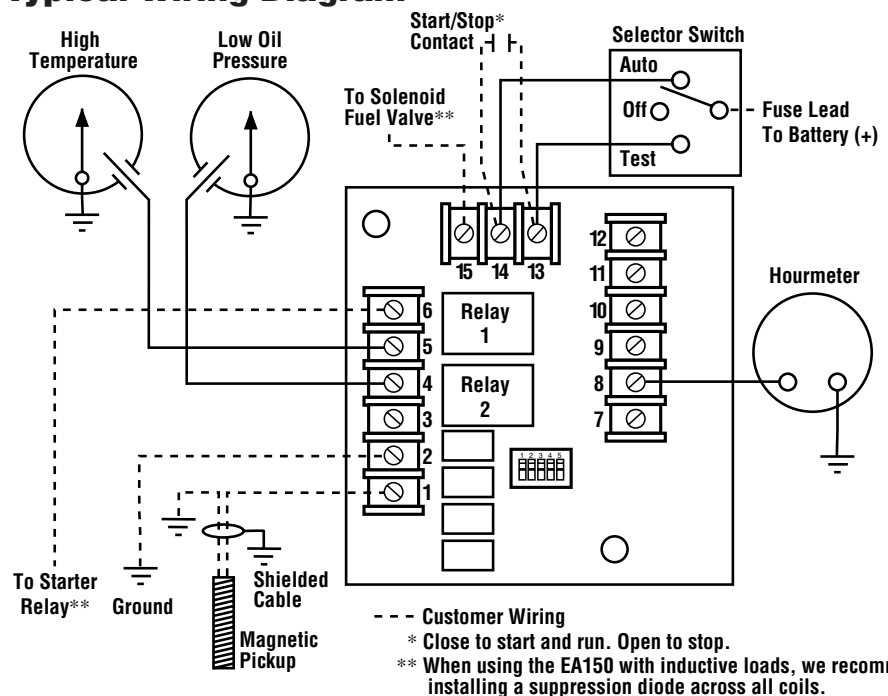 Typical Wiring Diagram
High
Temperature
Low Oil
Pressure
Start/Stop*
Contact
Selector Switch
Auto
Off
Test
Fuse Lead
To Battery (+)
To Solenoid
Fuel Valve**
15 14 13
6
5
4
3
2
1
Relay
1
Relay
2
1 2 3 4 5
12
11
10
9
8
7
Hourmeter
To Starter
Relay**
Ground
Shielded
Cable
Magnetic
Pickup
--- Customer Wiring
* Close to start and run. Open to stop.
** When using the EA150 with inductive loads, we
installing a suppression diode across all coils.